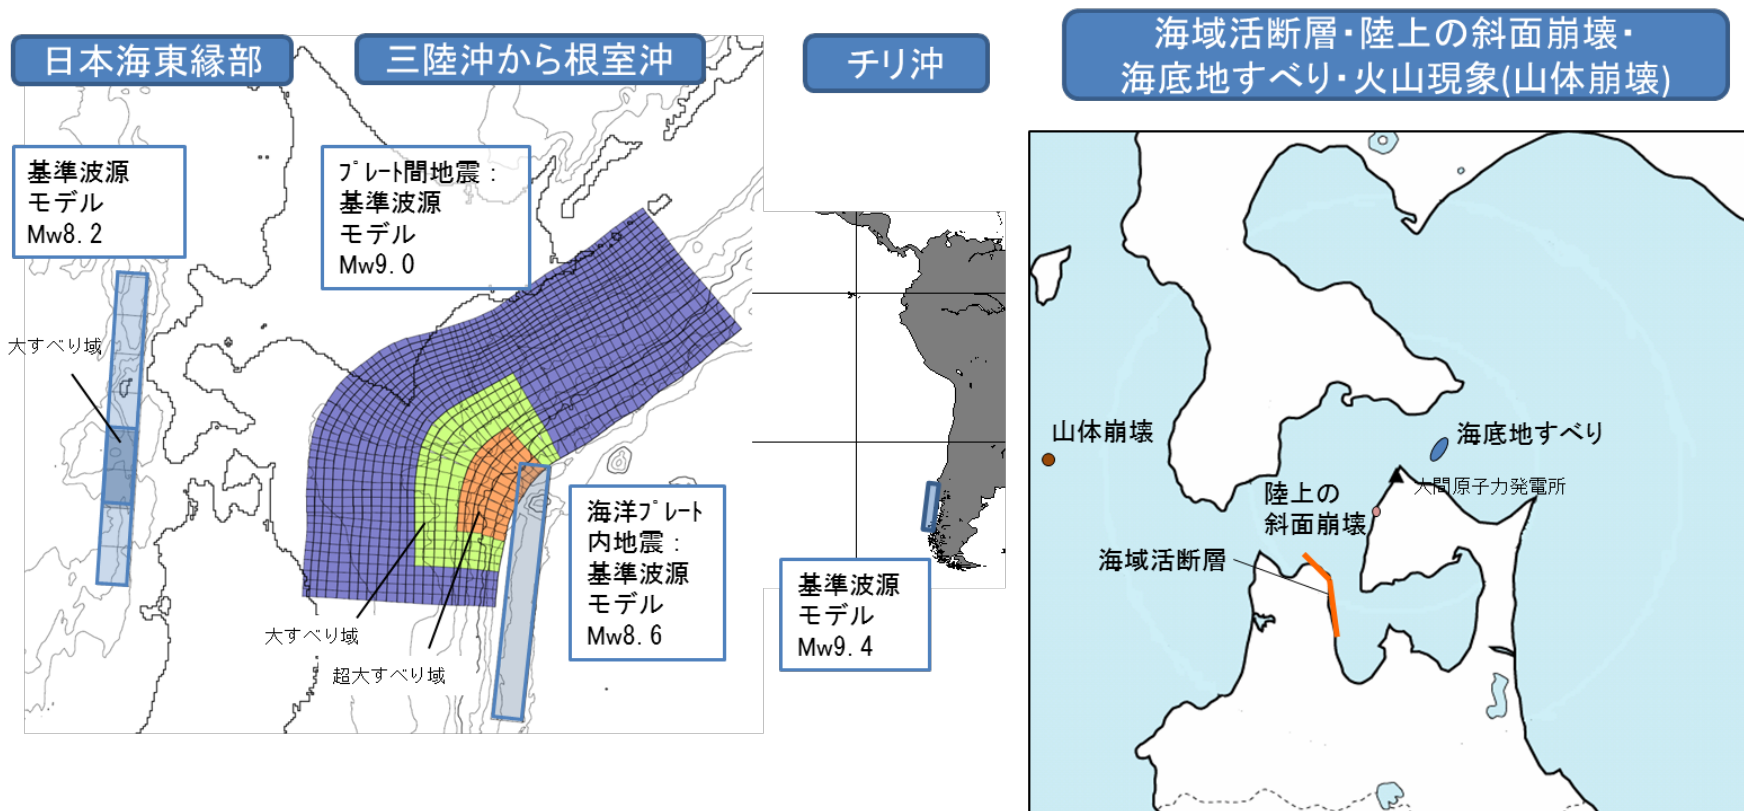 日本海東縁部
三陸沖から根室沖
チリ沖
海域活断層・陸上の斜面崩壊・
海底地すべり・火山現象(山体崩壊)
基準波源
モデル
Mw8.2
大すべり域
ﾌﾟﾚｰﾄ間地震:
基準波源
モデル
Mw9.0
大すべり域
超大すべり域
海洋ﾌﾟﾚｰﾄ
内地震:
基準波源
モデル
Mw8.6
基準波源
モデル
Mw9.4
山体崩壊
海底地すべり
大間原子力発電所
陸上の
斜面崩壊
海域活断層